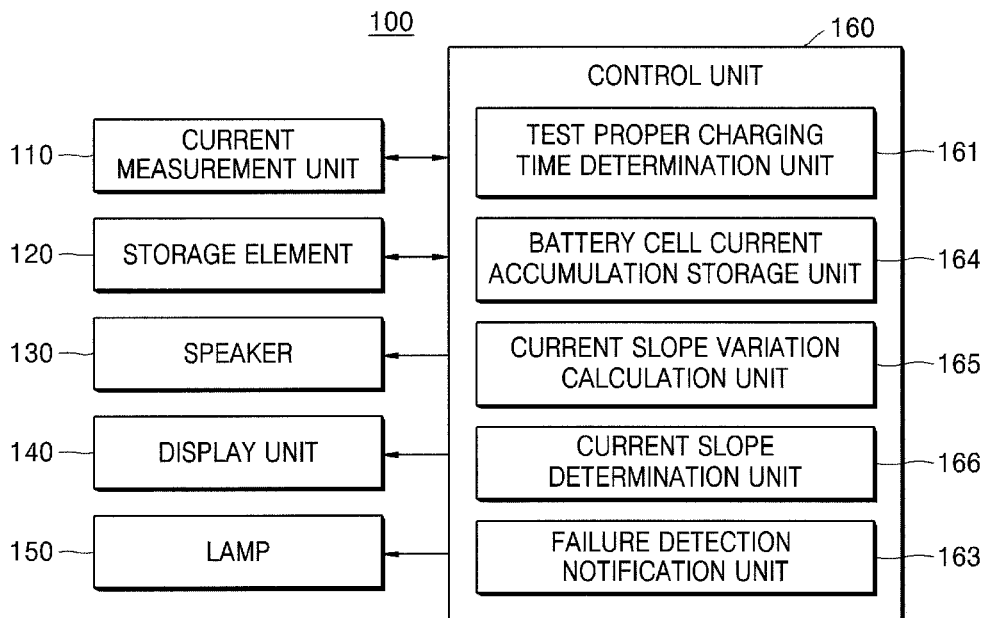 100
160
CONTROL UNIT
110
CURRENT
MEASUREMENT UNIT
TEST PROPER CHARGING
TIME DETERMINATION UNIT
161
120
STORAGE ELEMENT
BATTERY CELL CURRENT
ACCUMULATION STORAGE UNIT
164
130
SPEAKER
CURRENT SLOPE VARIATION
CALCULATION UNIT
165
140
DISPLAY UNIT
CURRENT SLOPE
DETERMINATION UNIT
166
150
LAMP
FAILURE DETECTION
NOTIFICATION UNIT
163